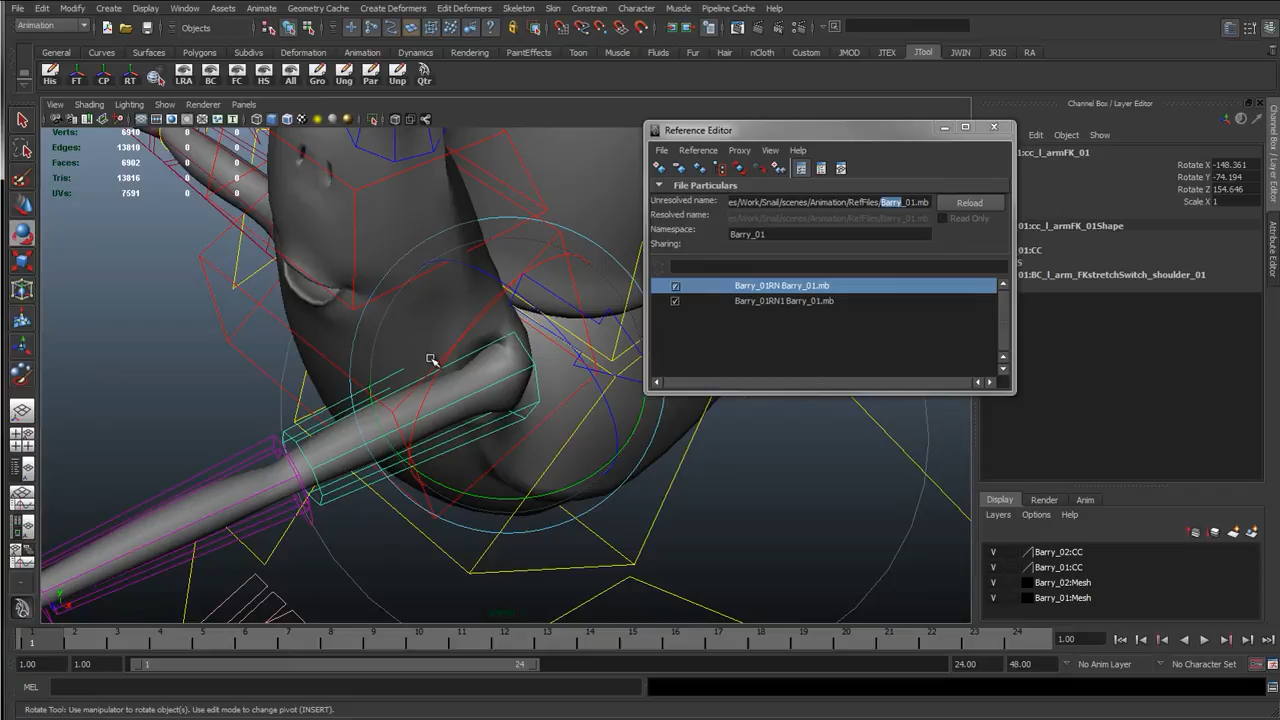 File Edit Modify Create Display Window Assets Animate Geometry Cache Create Deformers Edit Deformers Skeleton Skin Constrain Character Muscle Pipeline Cache Help
Animation Objects
General Curves Surfaces Polygons Subdivs Deformation Animation Dynamics Rendering PaintEffects Toon Muscle Fluids Fur Hair nCloth Custom JMOD JTEX JTool JWIN JRIG RA
His FT CP RT LRA BC FC HS All Gro Ung Par Unp Qtr
View Shading Lighting Show Renderer Panels
Channel Box / Layer Editor
Verts: 6910 0 0
Edges: 13810 0 0
Faces: 6902 0 0
Tris: 13816 0 0
UVs: 7591 0 0
Reference Editor
File Reference Proxy View Help
File Particulars
Unresolved name: es/Work/Snail/scenes/Animation/RefFiles/Barry_01.mb Reload
Resolved name: es/Work/Snail/scenes/Animation/RefFiles/Barry_01.mb Read Only
Namespace: Barry_01
Sharing:
Barry_01RN Barry_01.mb
Barry_01RN1 Barry_01.mb
Edit Object Show
:cc_l_armFK_01
Rotate X -148.361
Rotate Y -74.194
Rotate Z 154.646
Scale X 1
01:cc_l_armFK_01Shape
01:CC
S
01:BC_l_arm_FKstretchSwitch_shoulder_01
Channel Box / Layer Editor
Attribute Editor
Display Render Anim
Layers Options Help
V Barry_02:CC
V Barry_01:CC
V Barry_02:Mesh
V Barry_01:Mesh
1 2 3 4 5 6 7 8 9 10 11 12 13 14 15 16 17 18 19 20 21 22 23 24
1 1.00
1.00 1.00 1 24 24.00 48.00 No Anim Layer No Character Set
MEL
Rotate Tool: Use manipulator to rotate object(s). Use edit mode to change pivot (INSERT).